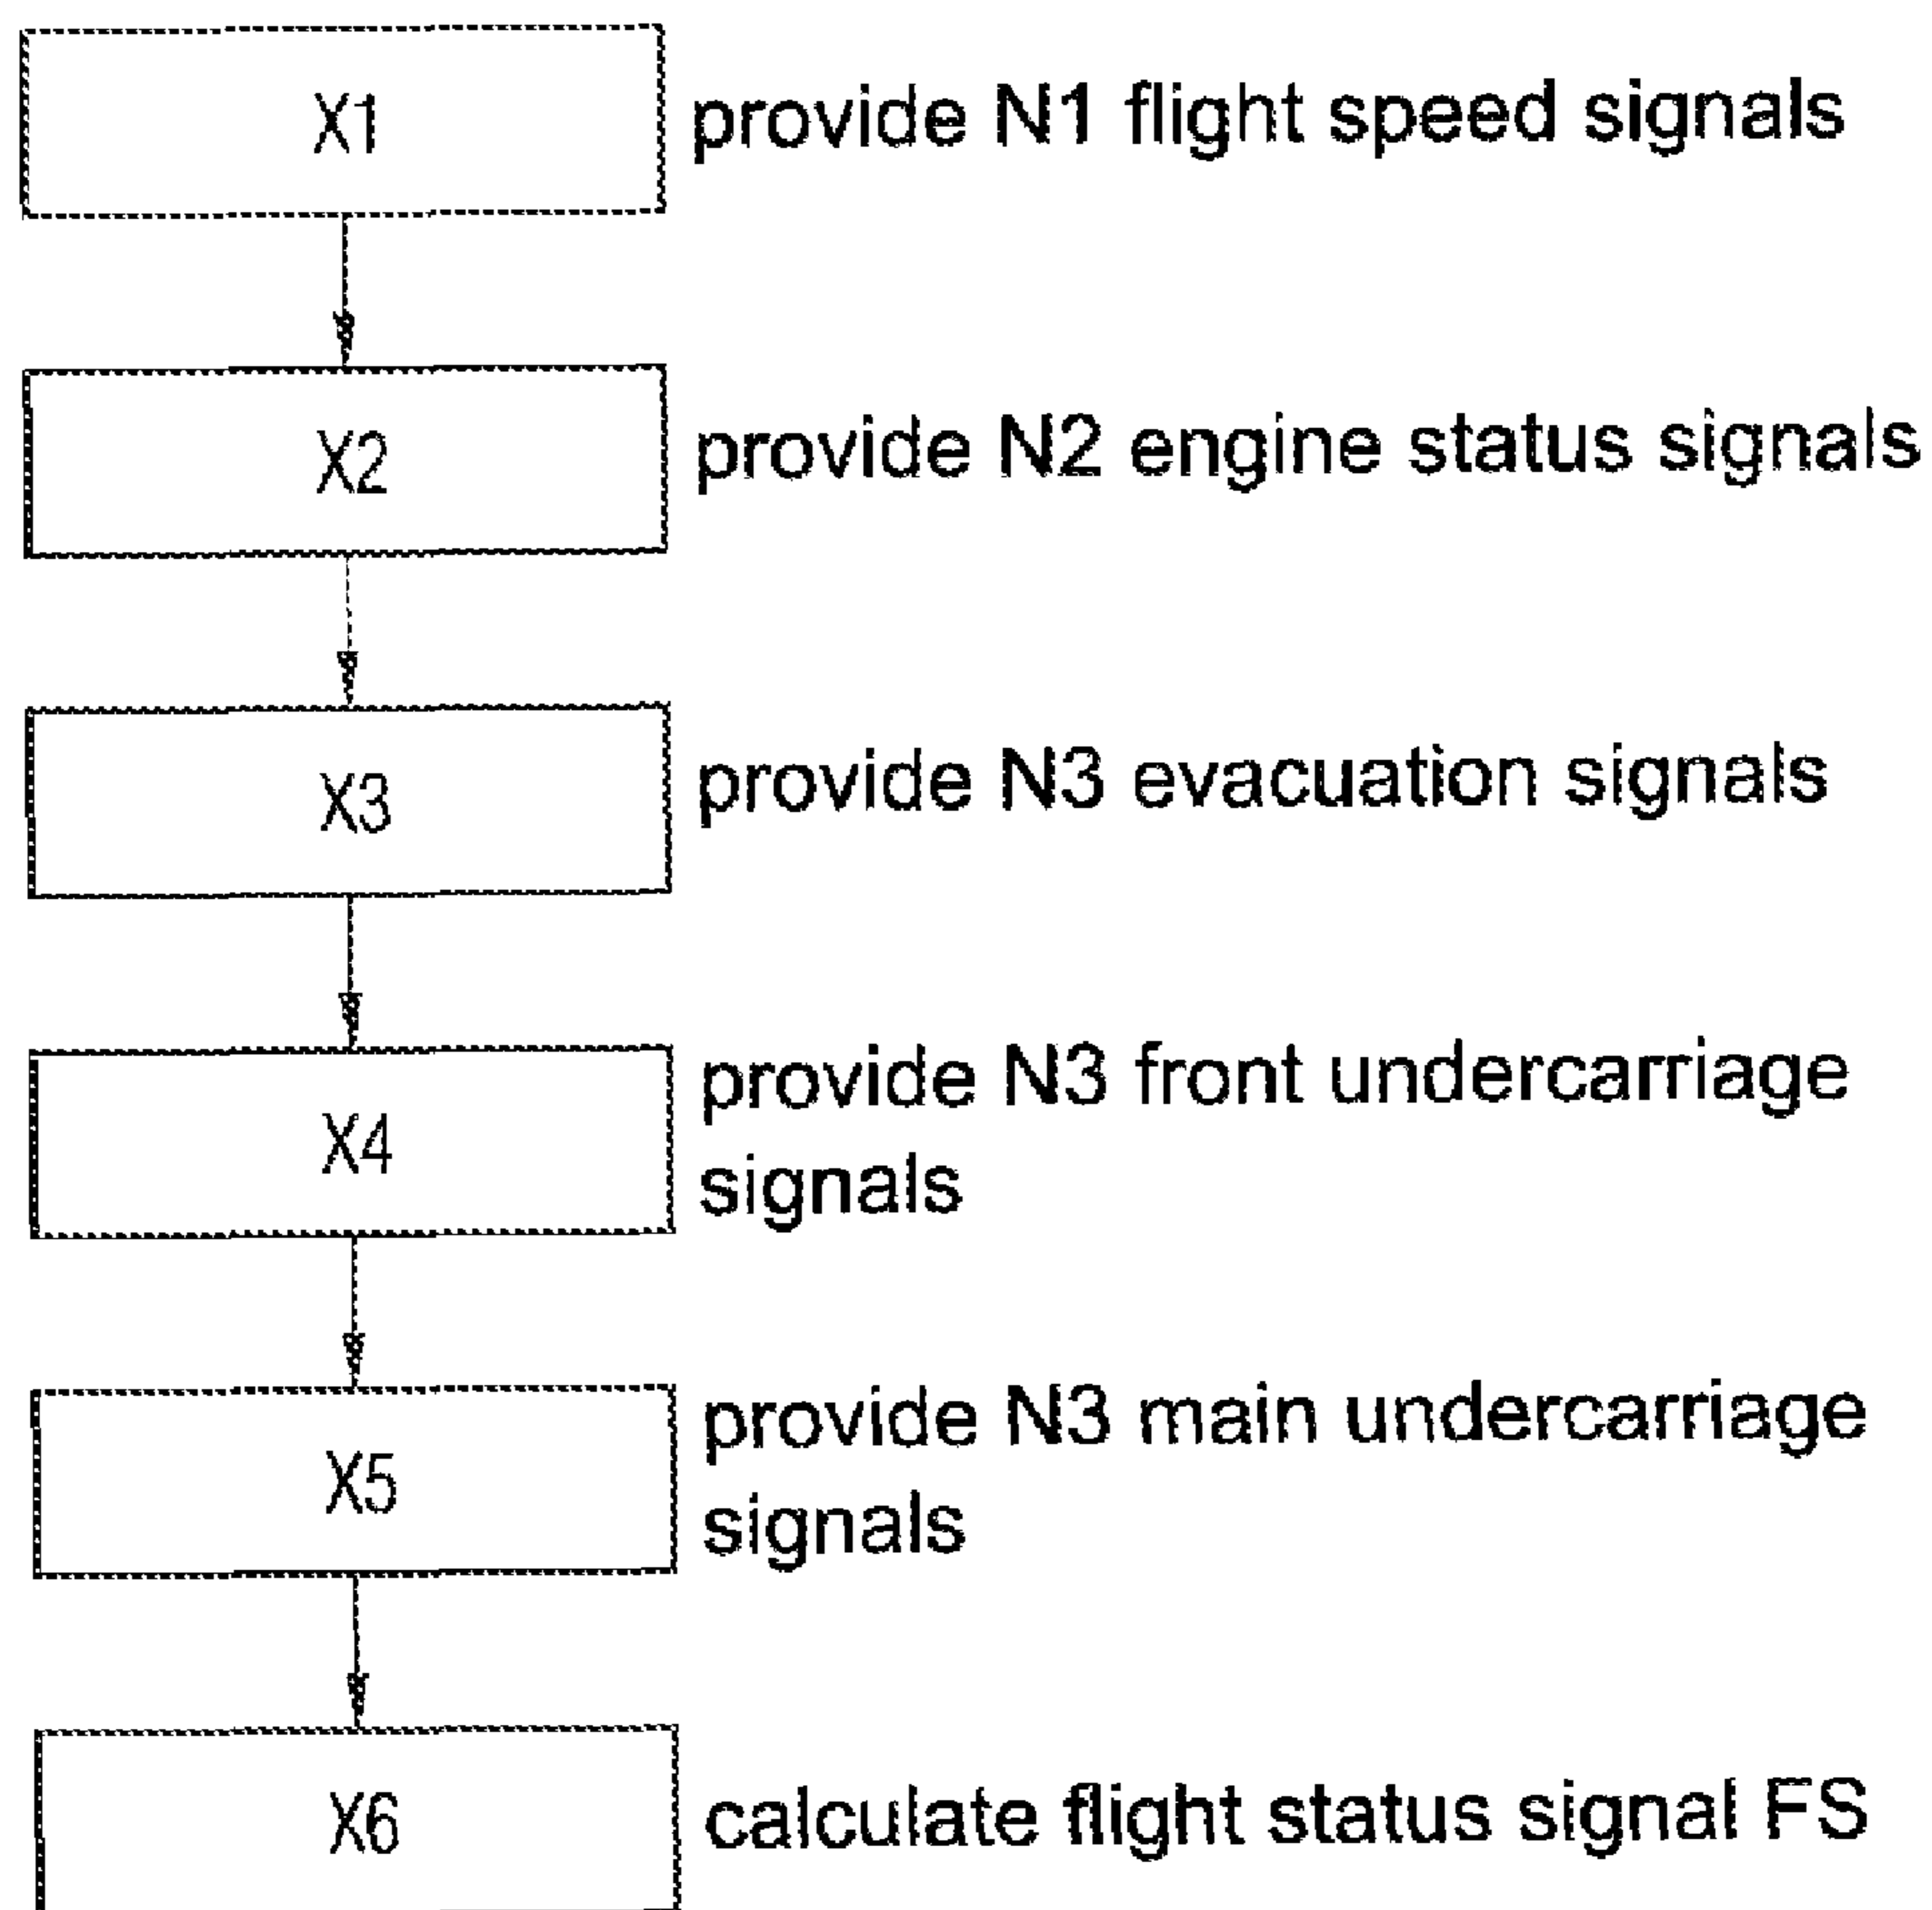 X1
provide N1 flight speed signals
X2
provide N2 engine status signals
X3
provide N3 evacuation signals
X4
provide N3 front undercarriage
signals
X5
provide N3 main undercarriage
signals
X6
calculate flight status signal FS